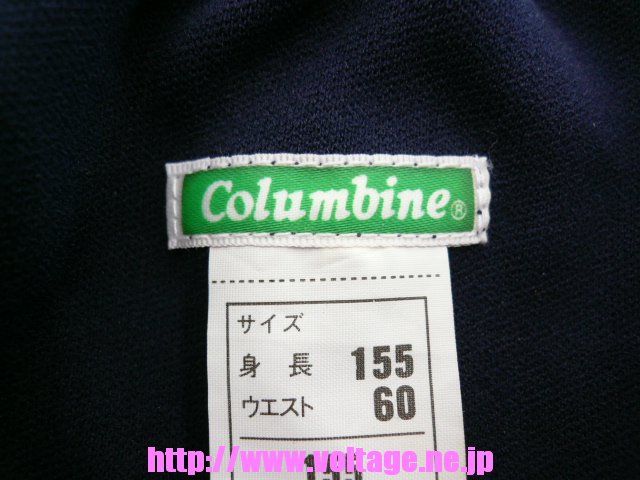 Columbine®
サイズ
身長 155
ウエスト 60
http://www.voltage.ne.jp